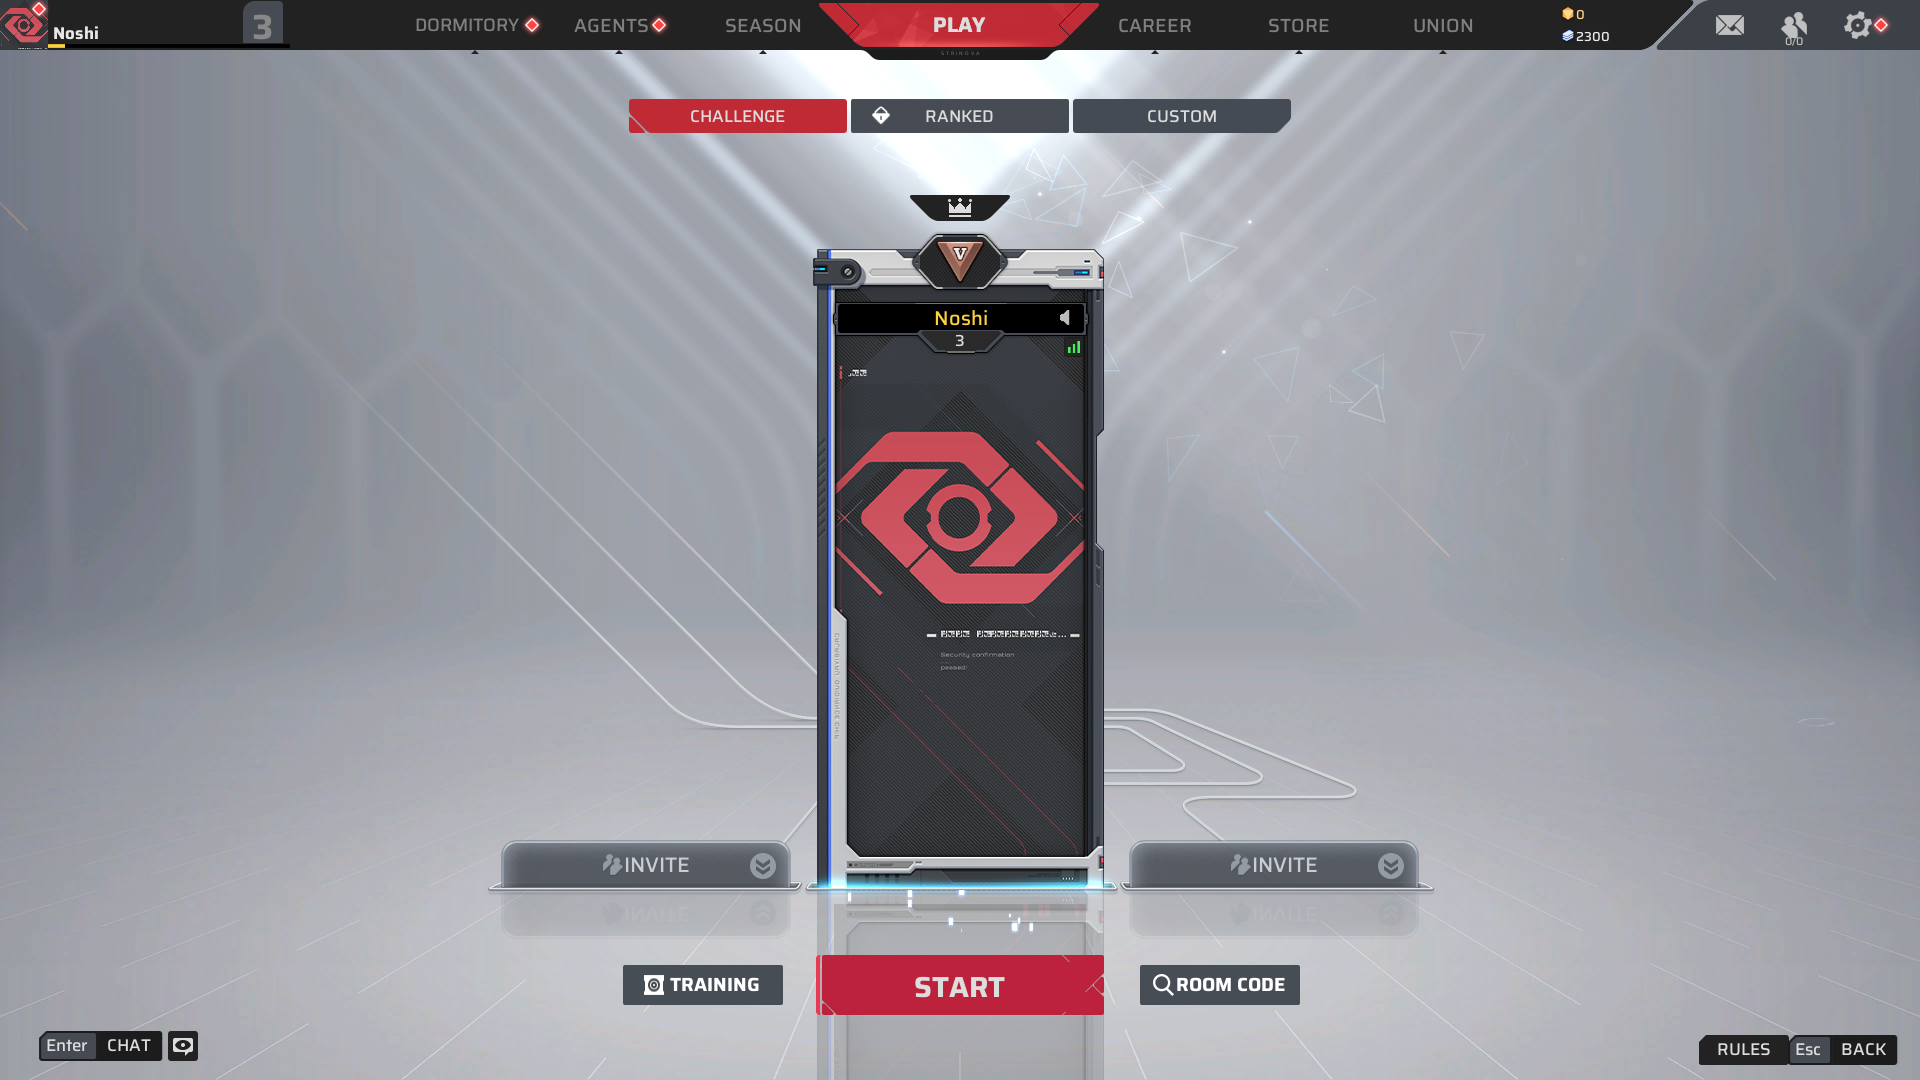 Noshi
3
DORMITORY
AGENTS
SEASON
PLAY
STRINOVA
CAREER
STORE
UNION
0
2300
0/0
CHALLENGE
RANKED
CUSTOM
V
Noshi
3
Security confirmation
passed!
INVITE
INVITE
TRAINING
START
ROOM CODE
Enter CHAT
RULES
Esc BACK